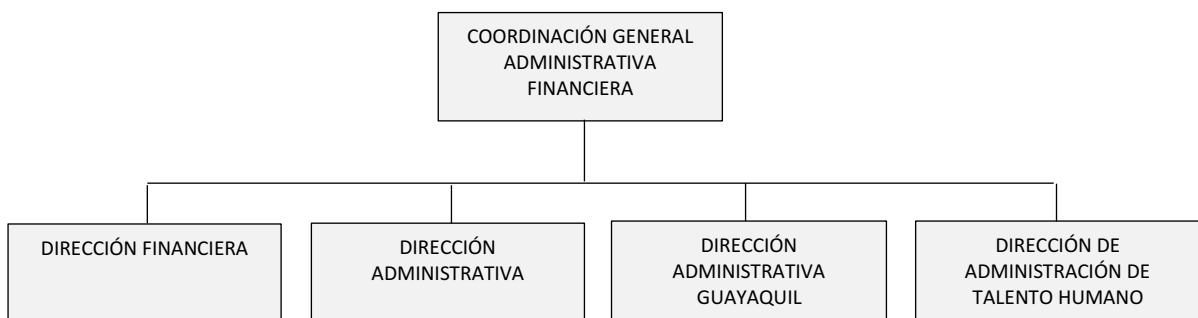 COORDINACIÓN GENERAL
ADMINISTRATIVA
FINANCIERA
DIRECCIÓN FINANCIERA
DIRECCIÓN
ADMINISTRATIVA
DIRECCIÓN
ADMINISTRATIVA
GUAYAQUIL
DIRECCIÓN DE
ADMINISTRACIÓN DE
TALENTO HUMANO